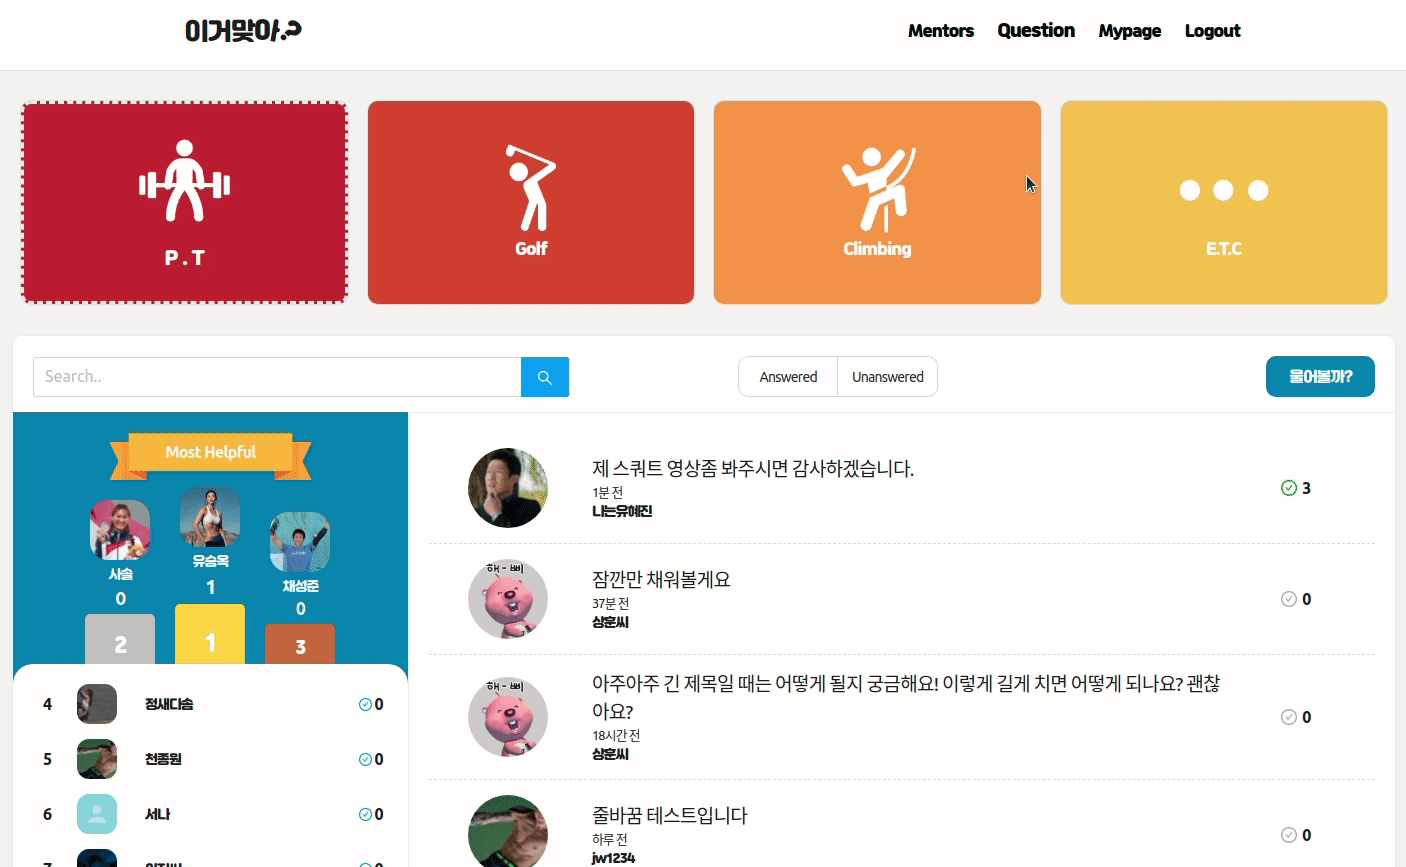 이거맞아.?
Mentors Question Mypage Logout
P.T
Golf
Climbing
E.T.C
Search..
Answered Unanswered
물어볼까?
Most Helpful
사솔
0
유승옥
1
채성준
0
2
1
3
4 정새다솜 0
5 천종원 0
6 서나 0
7
0
제 스쿼트 영상좀 봐주시면 감사하겠습니다.
1분 전
나는유혜진
3
해-삐
잠깐만 채워볼게요
37분 전
상훈씨
0
해-삐
아주아주 긴 제목일 때는 어떻게 될지 궁금해요! 이렇게 길게 치면 어떻게 되나요? 괜찮
아요?
18시간 전
상훈씨
0
줄바꿈 테스트입니다
하루 전
jw1234
0